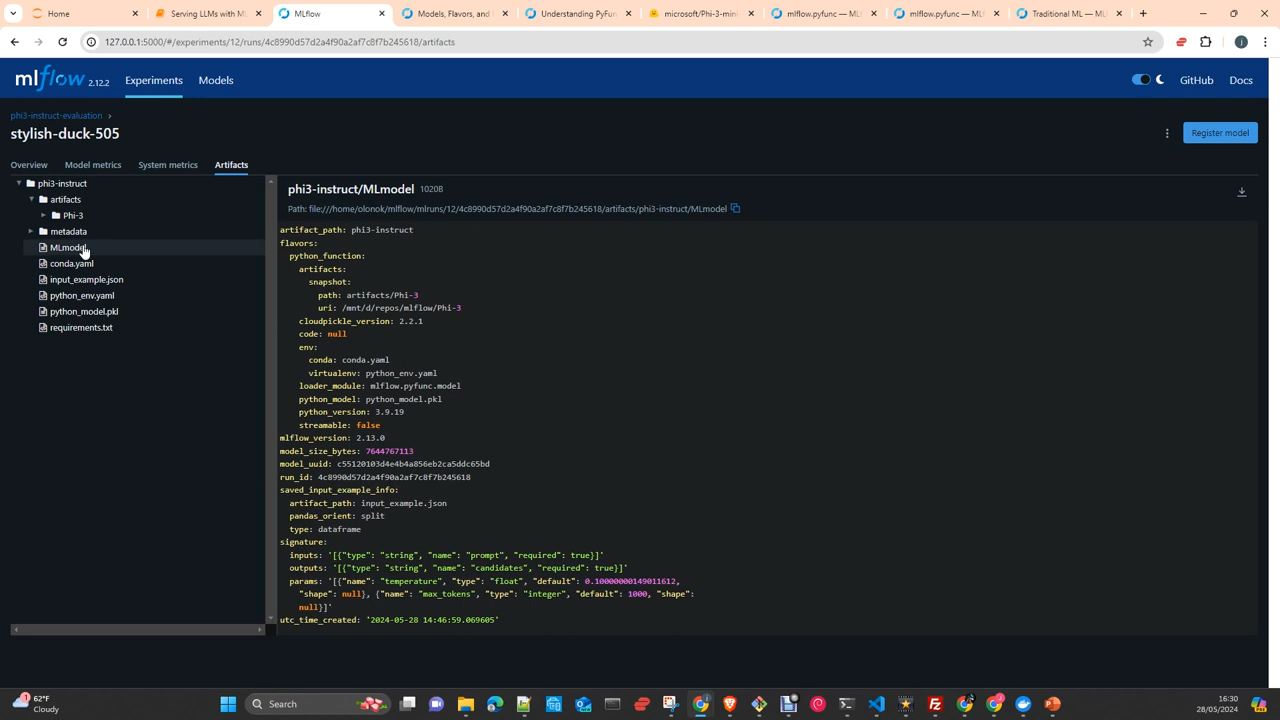 Home
Serving LLMs with ML
MLflow
Models, Flavors, and
Understanding PyFun
microsoft/Phi-3-mini
mlflow.pyfunc — ML
mlflow.pyfunc — ML
Traditional ML — ML
127.0.0.1:5000/#/experiments/12/runs/4c8990d57d2a4f90a2af7c8f7b245618/artifacts
mlflow 2.12.2
Experiments
Models
GitHub
Docs
phi3-instruct-evaluation
stylish-duck-505
Register model
Overview
Model metrics
System metrics
Artifacts
phi3-instruct
artifacts
Phi-3
metadata
MLmodel
conda.yaml
input_example.json
python_env.yaml
python_model.pkl
requirements.txt
phi3-instruct/MLmodel 1020B
Path: file:///home/olonok/mlflow/mlruns/12/4c8990d57d2a4f90a2af7c8f7b245618/artifacts/phi3-instruct/MLmodel
artifact_path: phi3-instruct
flavors:
python_function:
artifacts:
snapshot:
path: artifacts/Phi-3
uri: /mnt/d/repos/mlflow/Phi-3
cloudpickle_version: 2.2.1
code: null
env:
conda: conda.yaml
virtualenv: python_env.yaml
loader_module: mlflow.pyfunc.model
python_model: python_model.pkl
python_version: 3.9.19
streamable: false
mlflow_version: 2.13.0
model_size_bytes: 7644767113
model_uuid: c55120103d4e4b4a856eb2ca5ddc65bd
run_id: 4c8990d57d2a4f90a2af7c8f7b245618
saved_input_example_info:
artifact_path: input_example.json
pandas_orient: split
type: dataframe
signature:
inputs: '[{"type": "string", "name": "prompt", "required": true}]'
outputs: '[{"type": "string", "name": "candidates", "required": true}]'
params: '[{"name": "temperature", "type": "float", "default": 0.10000000149011612,
"shape": null}, {"name": "max_tokens", "type": "integer", "default": 1000, "shape":
null}]'
utc_time_created: '2024-05-28 14:46:59.069605'
1
62°F
Cloudy
Search
16:30
28/05/2024